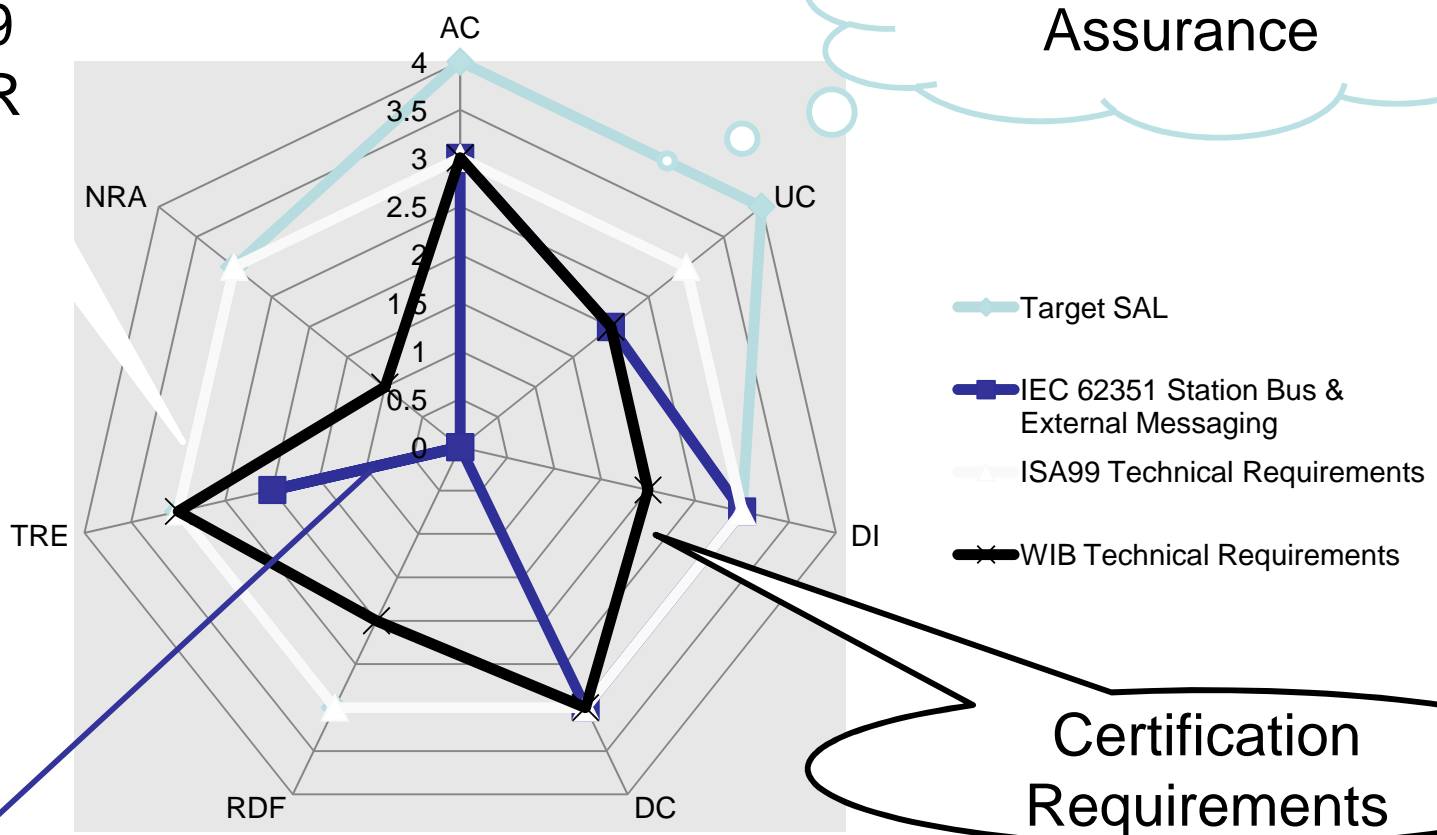 9
R
AC
Assurance
4
3.5
3
2.5
2
1.5
1
0.5
0
NRA
UC
TRE
DI
RDF
DC
Target SAL
IEC 62351 Station Bus &
External Messaging
ISA99 Technical Requirements
WIB Technical Requirements
Certification
Requirements